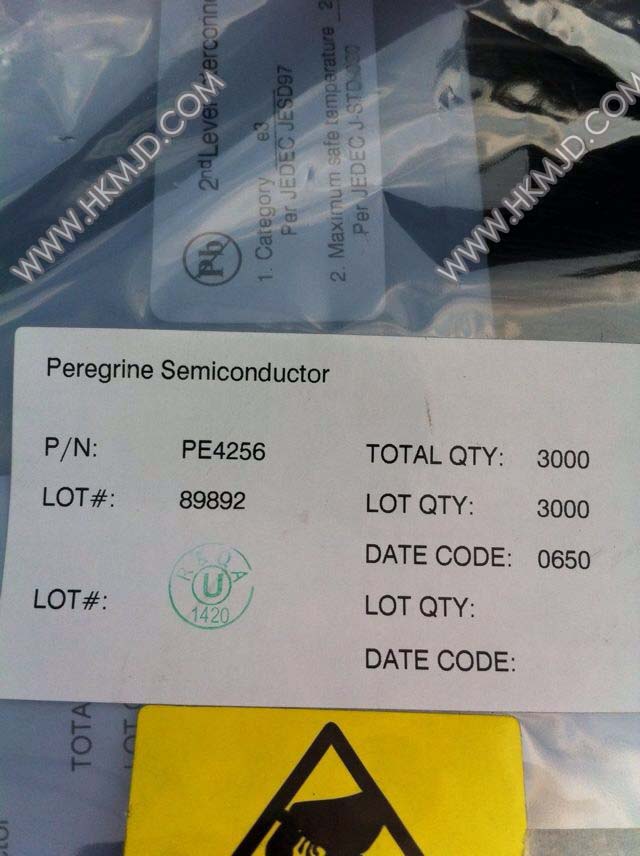 2nd Level
1. Category e3
Per JEDEC JESD97
2. Maximum safe temperature
Per JEDEC J-STD-020
Pb
WWW.HKMJD.COM
WWW.HKMJD.COM
Peregrine Semiconductor
P/N: PE4256 TOTAL QTY: 3000
LOT#: 89892 LOT QTY: 3000
DATE CODE: 0650
LOT#: LOT QTY:
DATE CODE:
U
1420